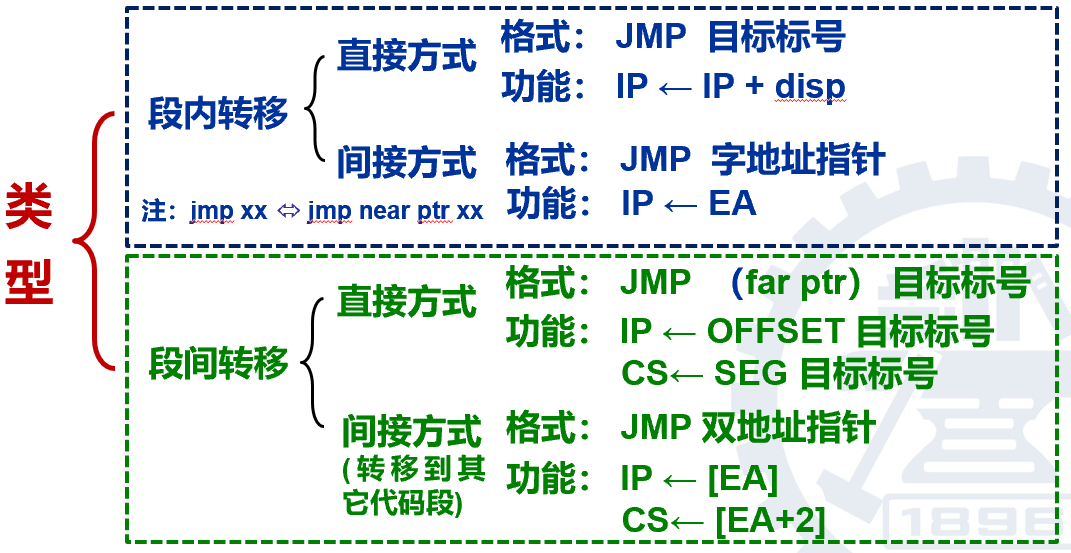 类型
段内转移
直接方式
格式： JMP 目标标号
功能： IP ← IP + disp
间接方式
格式： JMP 字地址指针
功能： IP ← EA
注：jmp xx ⇔ jmp near ptr xx
段间转移
直接方式
格式： JMP （far ptr） 目标标号
功能： IP ← OFFSET 目标标号
CS← SEG 目标标号
间接方式
(转移到其
它代码段)
格式： JMP 双地址指针
功能： IP ← [EA]
CS← [EA+2]
1896